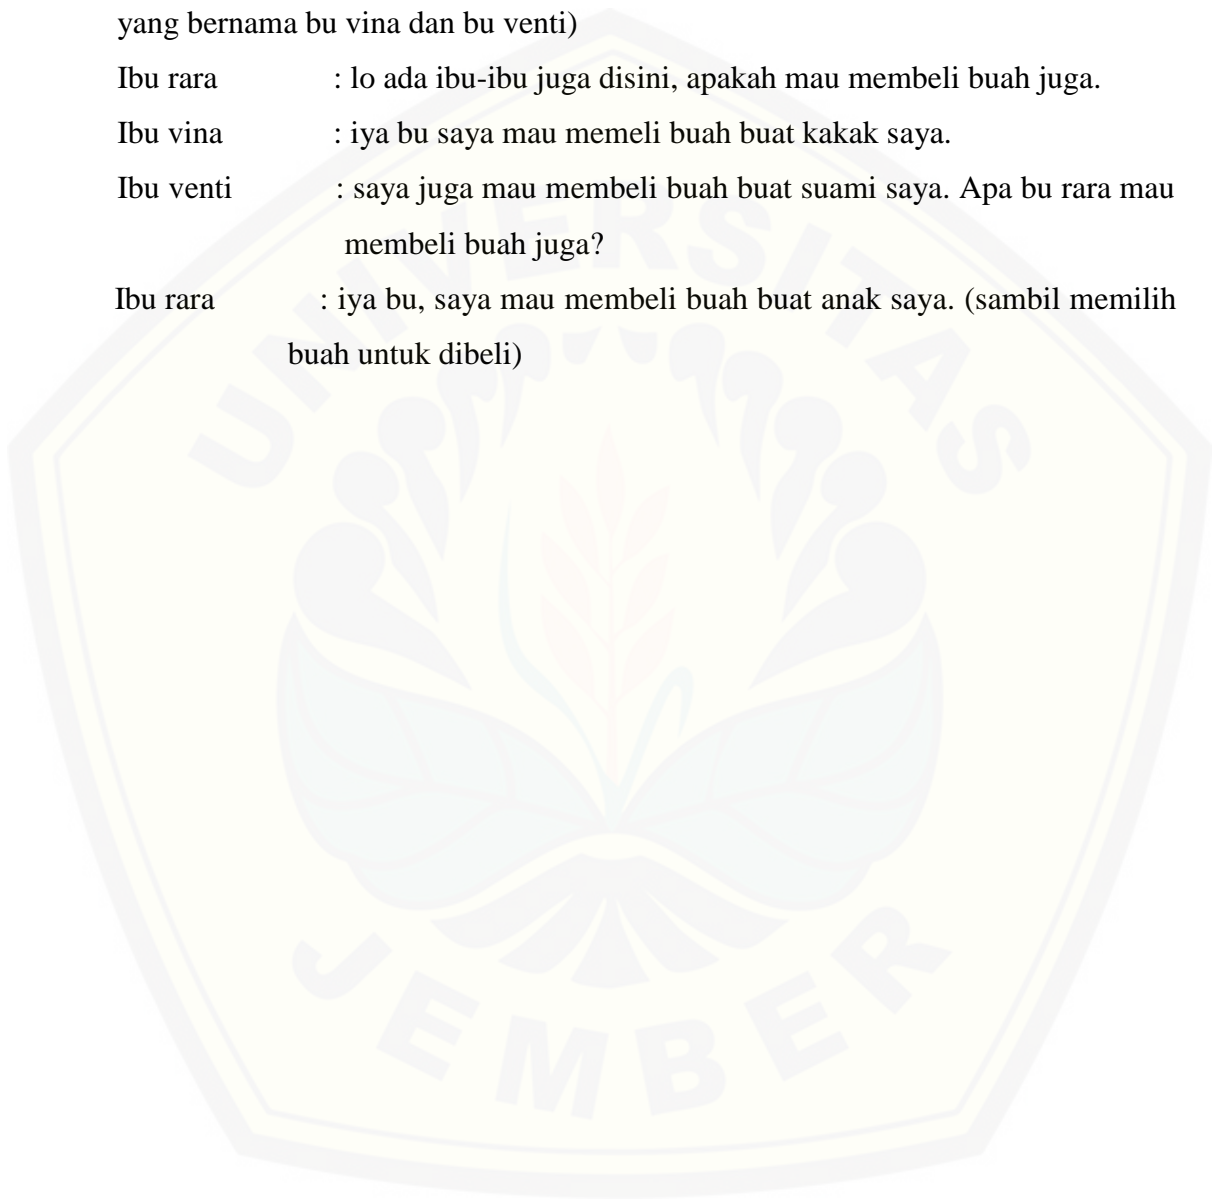 yang bernama bu vina dan bu venti)
Ibu rara : lo ada ibu-ibu juga disini, apakah mau membeli buah juga.
Ibu vina : iya bu saya mau memeli buah buat kakak saya.
Ibu venti : saya juga mau membeli buah buat suami saya. Apa bu rara mau
membeli buah juga?
Ibu rara : iya bu, saya mau membeli buah buat anak saya. (sambil memilih
buah untuk dibeli)
UNIVERSITAS
JEMBER